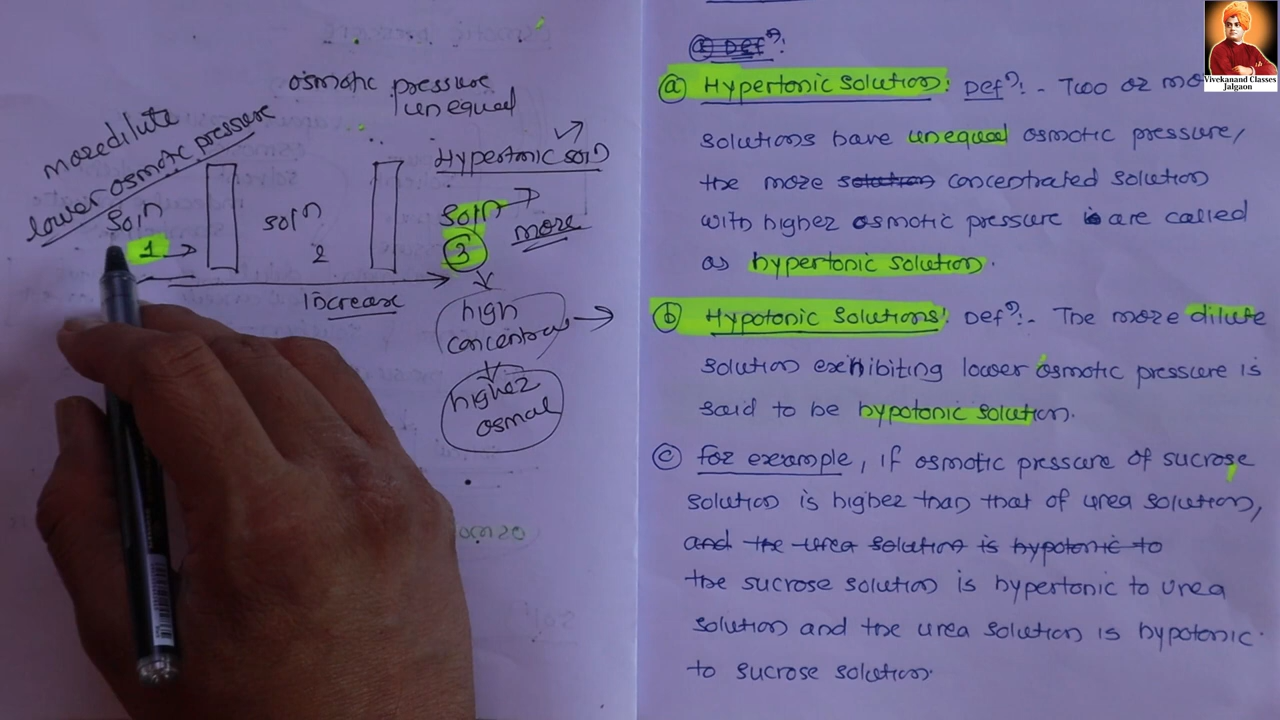 osmotic pressure
unequal
more dilute
lower osmotic pressure
soln
1
soln
2
Hypertonic soln
soln
3
more
Increase
high
concentra
higher
osmot
Defn:
(a) Hypertonic solution: Defn:- Two or mo
solutions have unequal osmotic pressure,
the more solution concentrated solution
with higher osmotic pressure is are called
as hypertonic solution.
(b) Hypotonic solutions: Defn:- The more dilute
solution exhibiting lower osmotic pressure is
said to be hypotonic solution.
(c) for example, if osmotic pressure of sucrose
solution is higher than that of urea solution,
and the urea solution is hypotonic to
the sucrose solution is hypertonic to urea
solution and the urea solution is hypotonic
to sucrose solution.
Vivekanand Classes
Jalgaon